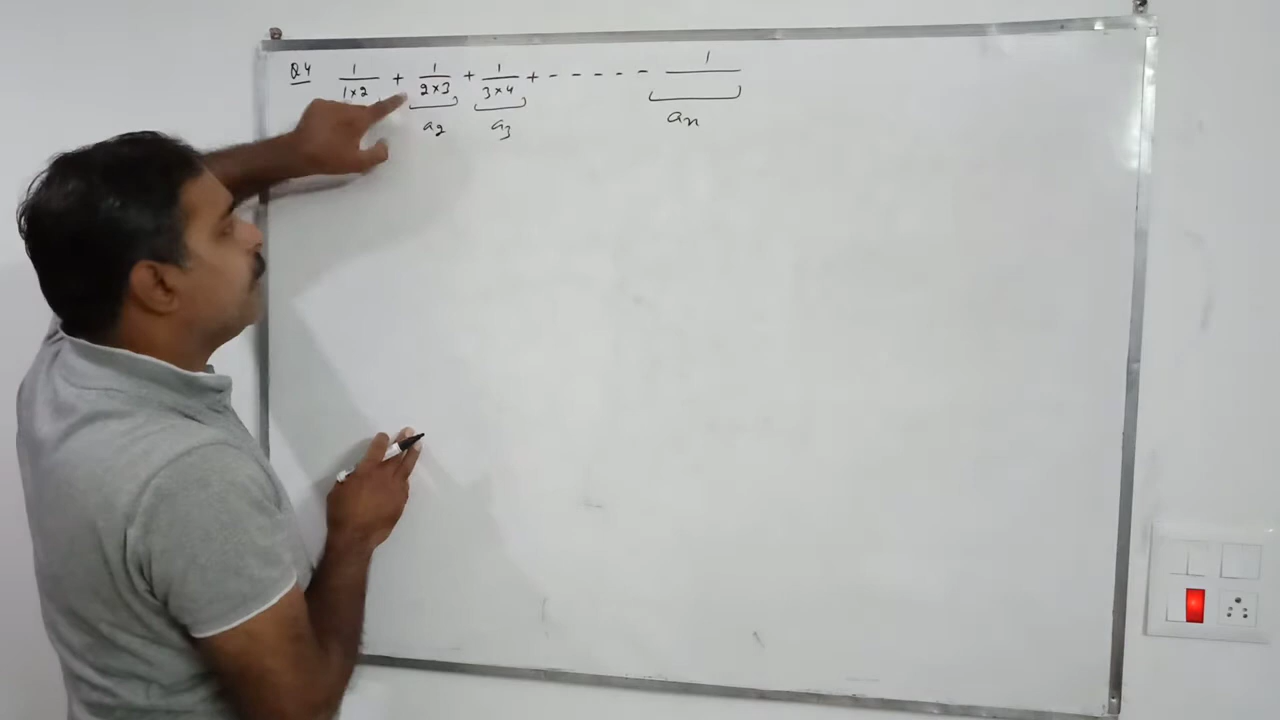 Q4 1/(1×2) + 1/(2×3) + 1/(3×4) + - - - - - 1/
a2 a3 an